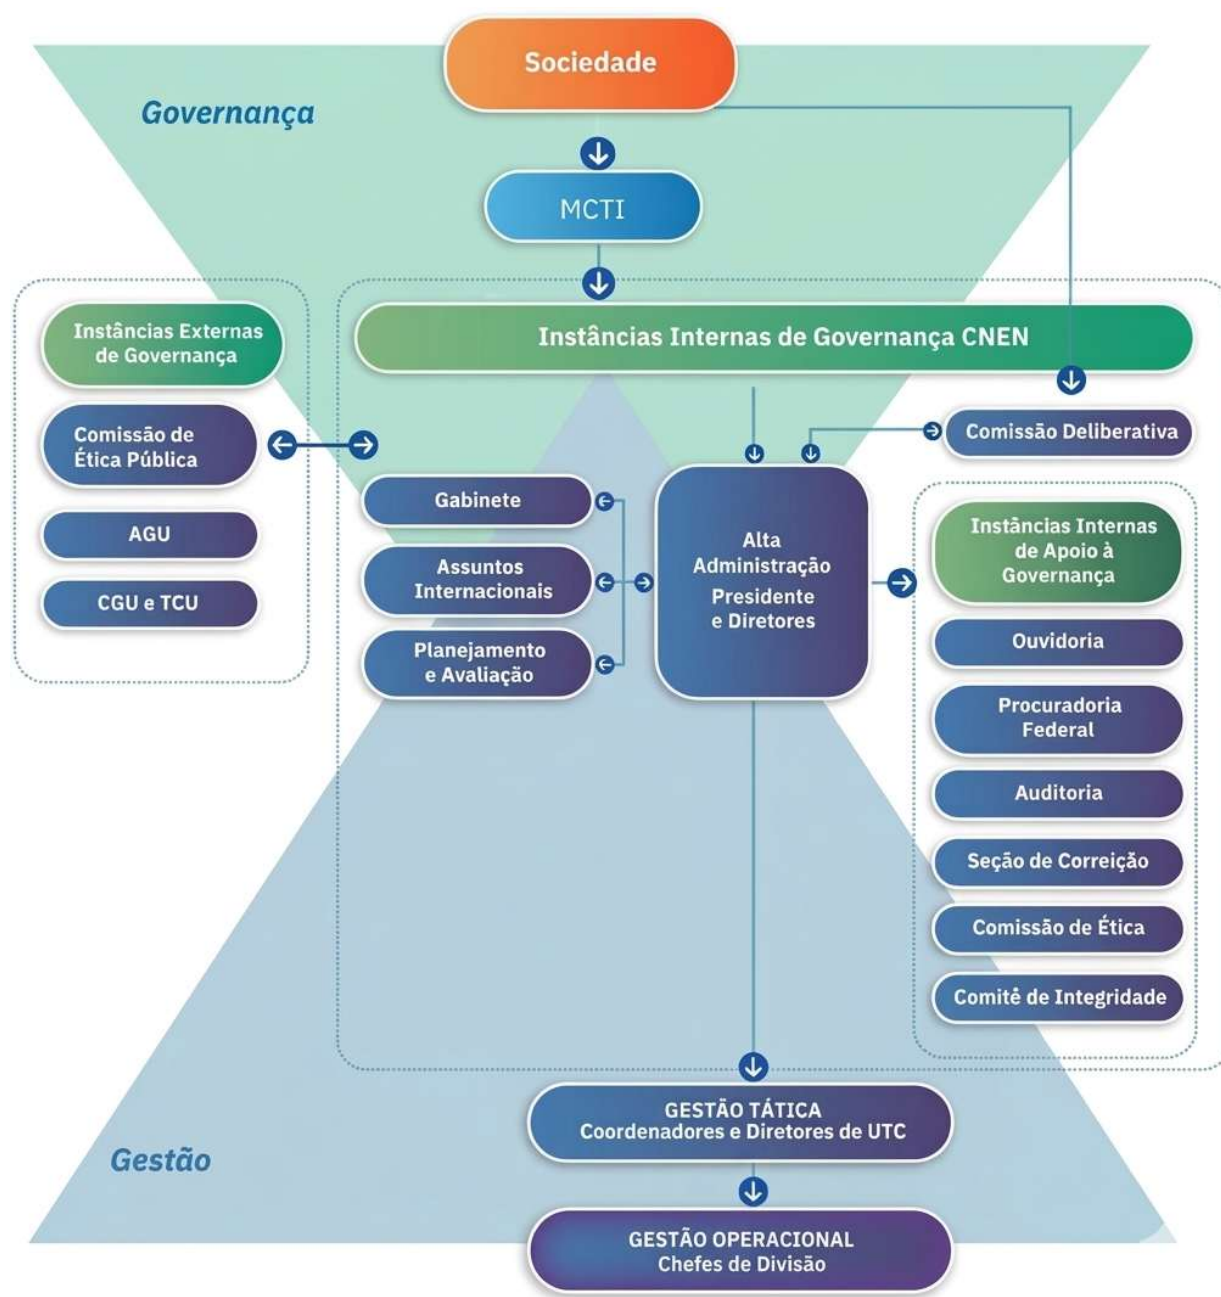 Sociedade
Governança
MCTI
Instâncias Externas
de Governança
Comissão de
Ética Pública
AGU
CGU e TCU
Instâncias Internas de Governança CNEN
Comissão Deliberativa
Gabinete
Assuntos
Internacionais
Planejamento
e Avaliação
Alta
Administração
Presidente
e Diretores
Instâncias Internas
de Apoio à
Governança
Ouvidoria
Procuradoria
Federal
Auditoria
Seção de Correição
Comissão de Ética
Comitê de Integridade
GESTÃO TÁTICA
Coordenadores e Diretores de UTC
Gestão
GESTÃO OPERACIONAL
Chefes de Divisão